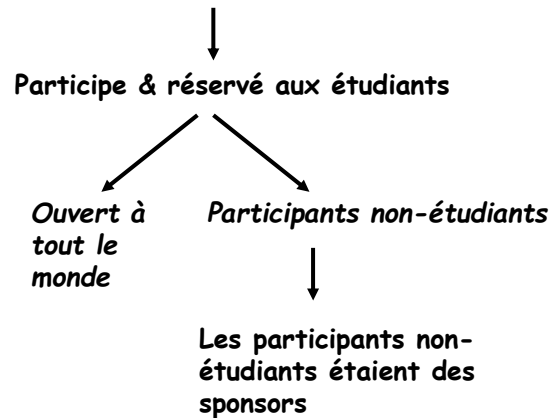 Participe & réservé aux étudiants
Ouvert à
tout le
monde
Participants non-étudiants
Les participants non-
étudiants étaient des
sponsors